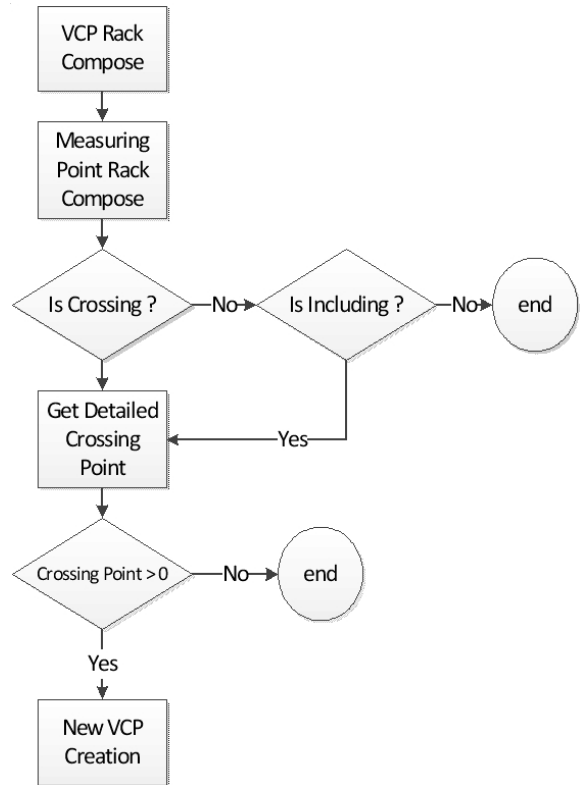 VCP Rack
Compose
Measuring
Point Rack
Compose
Is Crossing ?
No
Is Including ?
No
end
Get Detailed
Crossing
Point
Yes
Crossing Point >0
No
end
Yes
New VCP
Creation